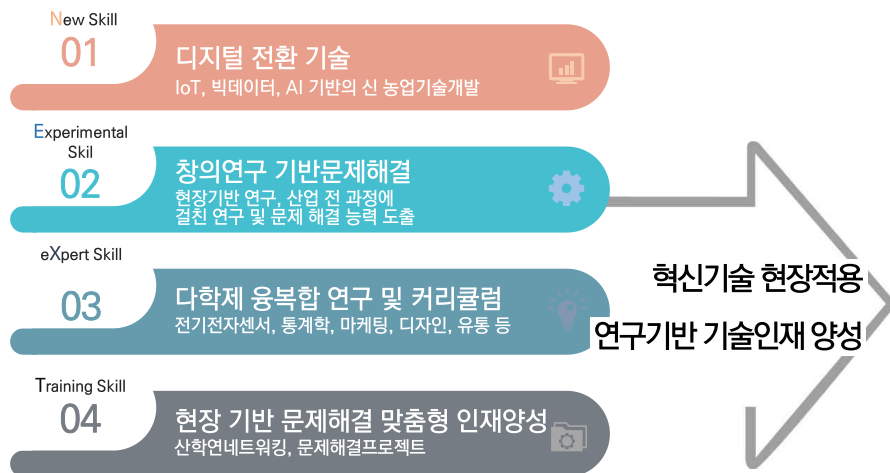 New Skill
01
디지털 전환 기술
IoT, 빅데이터, AI 기반의 신 농업기술개발
Experimental
Skil
02
창의연구 기반문제해결
현장기반 연구, 산업 전 과정에
걸친 연구 및 문제 해결 능력 도출
eXpert Skill
03
다학제 융복합 연구 및 커리큘럼
전기전자센서, 통계학, 마케팅, 디자인, 유통 등
Training Skill
04
현장 기반 문제해결 맞춤형 인재양성
산학연네트워킹, 문제해결프로젝트
혁신기술 현장적용
연구기반 기술인재 양성